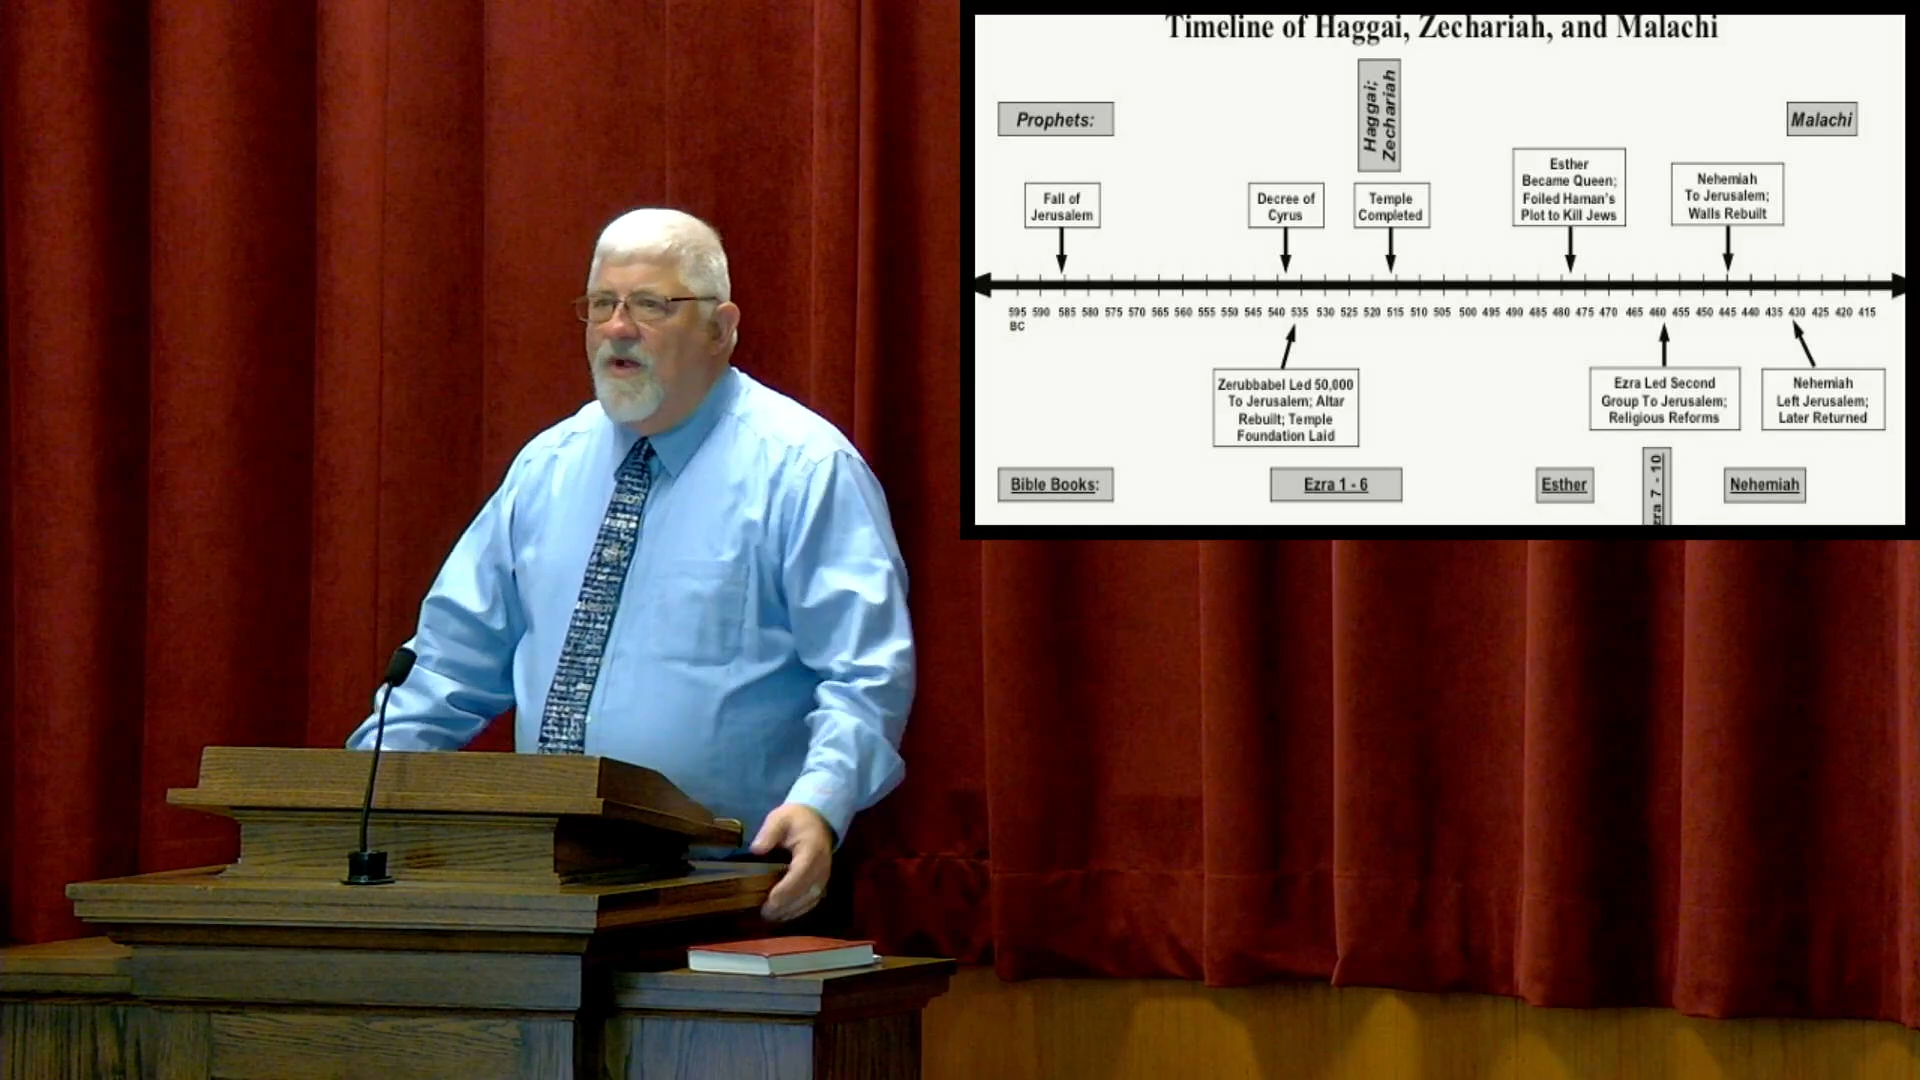 Timeline of Haggai, Zechariah, and Malachi
Haggai;
Zechariah
Prophets:
Malachi
Fall of
Jerusalem
Decree of
Cyrus
Temple
Completed
Esther
Became Queen;
Foiled Haman's
Plot to Kill Jews
Nehemiah
To Jerusalem;
Walls Rebuilt
595 590 585 580 575 570 565 560 555 550 545 540 535 530 525 520 515 510 505 500 495 490 485 480 475 470 465 460 455 450 445 440 435 430 425 420 415
BC
Zerubbabel Led 50,000
To Jerusalem; Altar
Rebuilt; Temple
Foundation Laid
Ezra Led Second
Group To Jerusalem;
Religious Reforms
Nehemiah
Left Jerusalem;
Later Returned
Bible Books:
Ezra 1 - 6
Esther
zra 7 - 10
Nehemiah